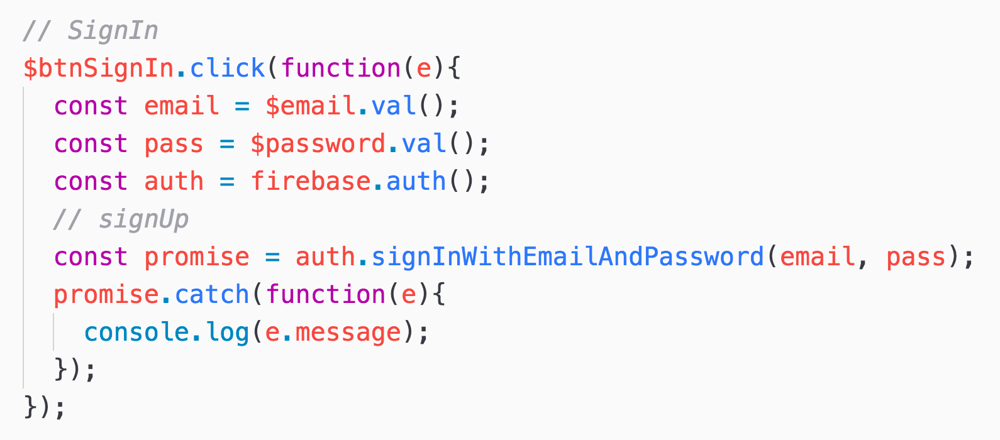 // SignIn
$btnSignIn.click(function(e){
  const email = $email.val();
  const pass = $password.val();
  const auth = firebase.auth();
  // signUp
  const promise = auth.signInWithEmailAndPassword(email, pass);
  promise.catch(function(e){
    console.log(e.message);
  });
});